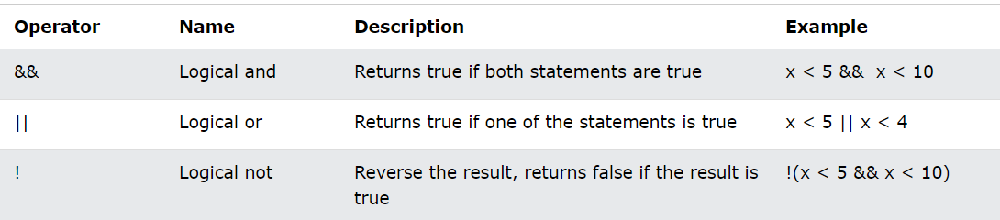 Operator Name Description Example
&& Logical and Returns true if both statements are true x < 5 &&  x < 10
|| Logical or Returns true if one of the statements is true x < 5 || x < 4
! Logical not Reverse the result, returns false if the result is !(x < 5 && x < 10)
true